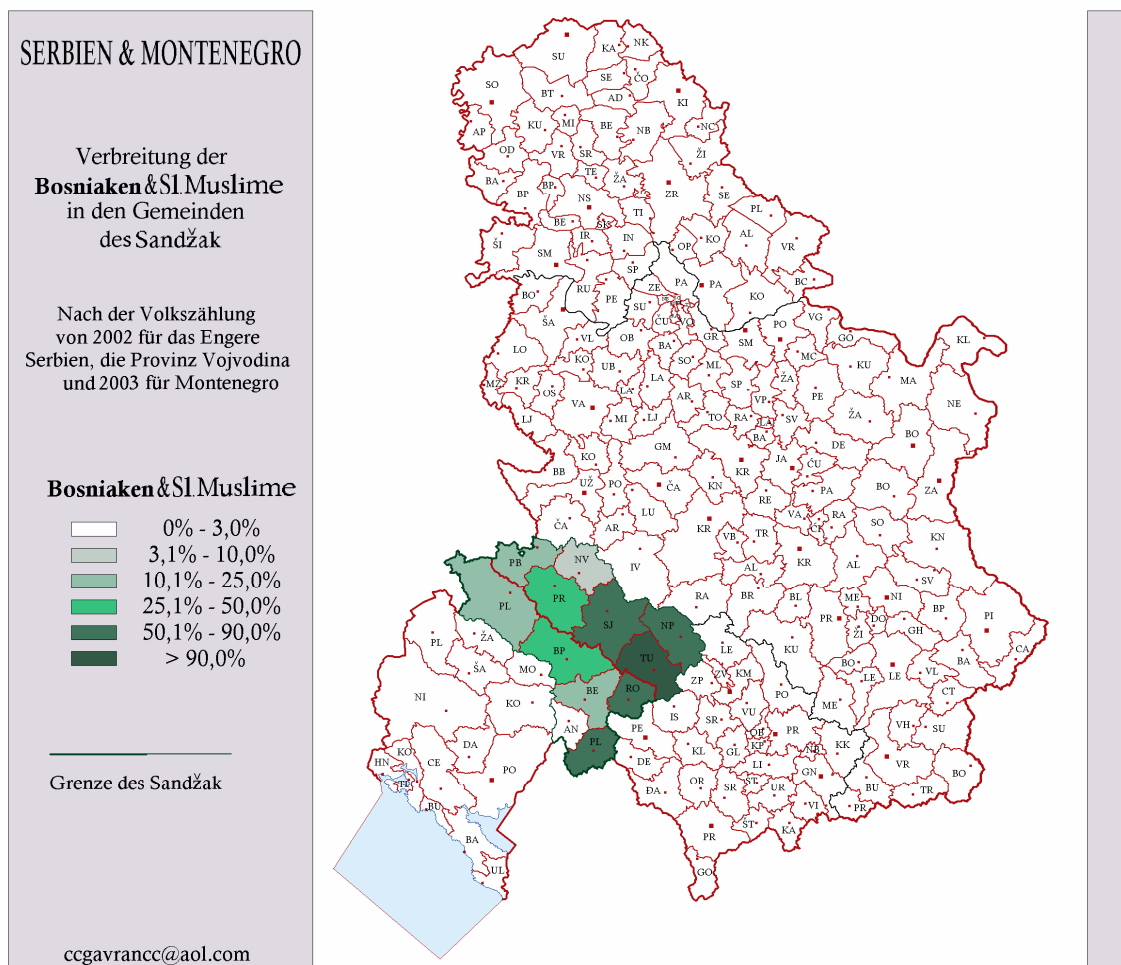 SERBIEN & MONTENEGRO
Verbreitung der
Bosniaken & Sl. Muslime
in den Gemeinden
des Sandžak
Nach der Volkszählung
von 2002 für das Engere
Serbien, die Provinz Vojvodina
und 2003 für Montenegro
Bosniaken & Sl. Muslime
0% - 3,0%
3,1% - 10,0%
10,1% - 25,0%
25,1% - 50,0%
50,1% - 90,0%
> 90,0%
Grenze des Sandžak
ccgavrancc@aol.com
SU KA NK
SO SE ČO
BT AD KI
AP KU MI BE NB NC
OD VR SR ŽI
BA BP BP TE ŽA ZR SE
NS TI PL
BE IR IN OP KO AL VR
ŠI SM SP
BO RU PE ZE PA PA KO BC
ŠA SU ČU VO
VL OB BA GR SM PO VG GO KL
LO KO UB SO ML MC KU
MZ KR OS LA LA SP ŽA PE MA
VA AR VP NE
LJ MI LJ TO RA LA SV ŽA
BA DE BO
KO GM JA ĆU
BB UŽ PO ČA KN KR RE PA BO ZA
ČA AR LU KR VA RA SO
VB TR KN
PB NV IV AL KR AL
PL PR RA BR BL ME NI SV
SJ NP PR DO BP PI
PL ŽA BP TU LE KU ŽI GH
ŠA MO ZP ZV KM BO LE LE VL BA CA
NI BE RO PO ME CT
KO AN IS SR VU VH SU
PE PR
DA PL KL GL KP KK VR
KO CE DE LI GN BO
HN PO ĐA OR SR ŠT UR BU TR
BU VI PR
BA PR ŠT KA
UL GO